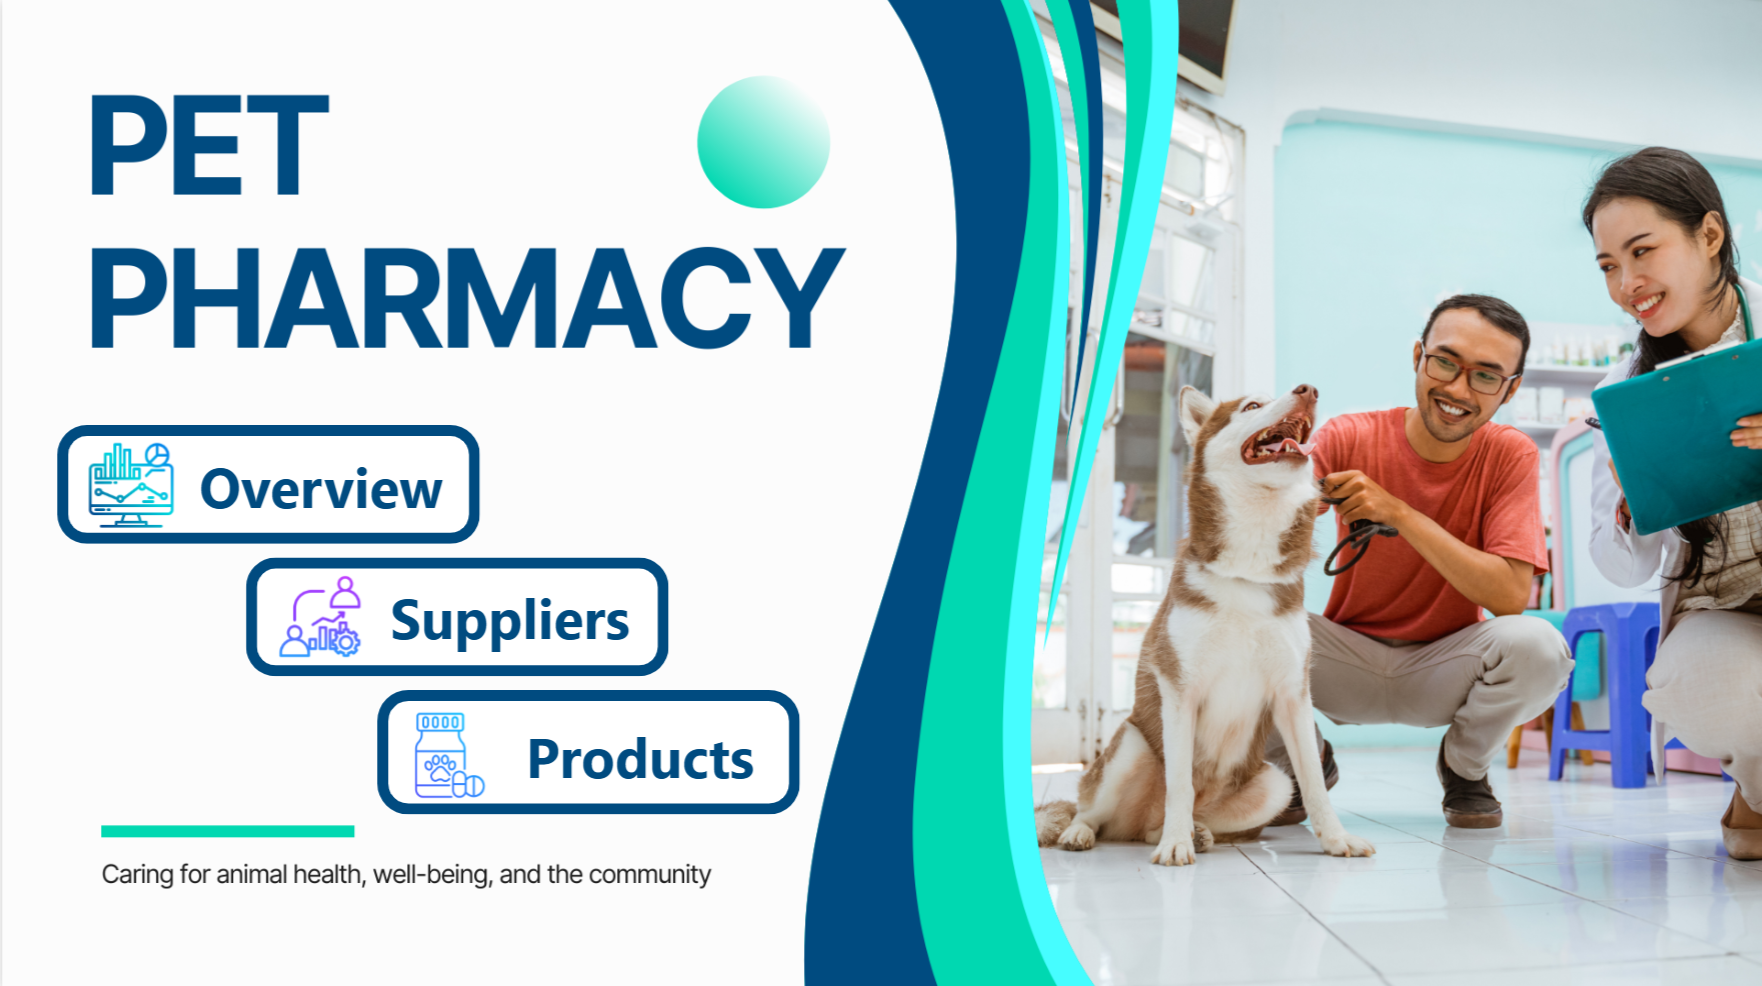 PET
PHARMACY
Overview
Suppliers
Products
Caring for animal health, well-being, and the community